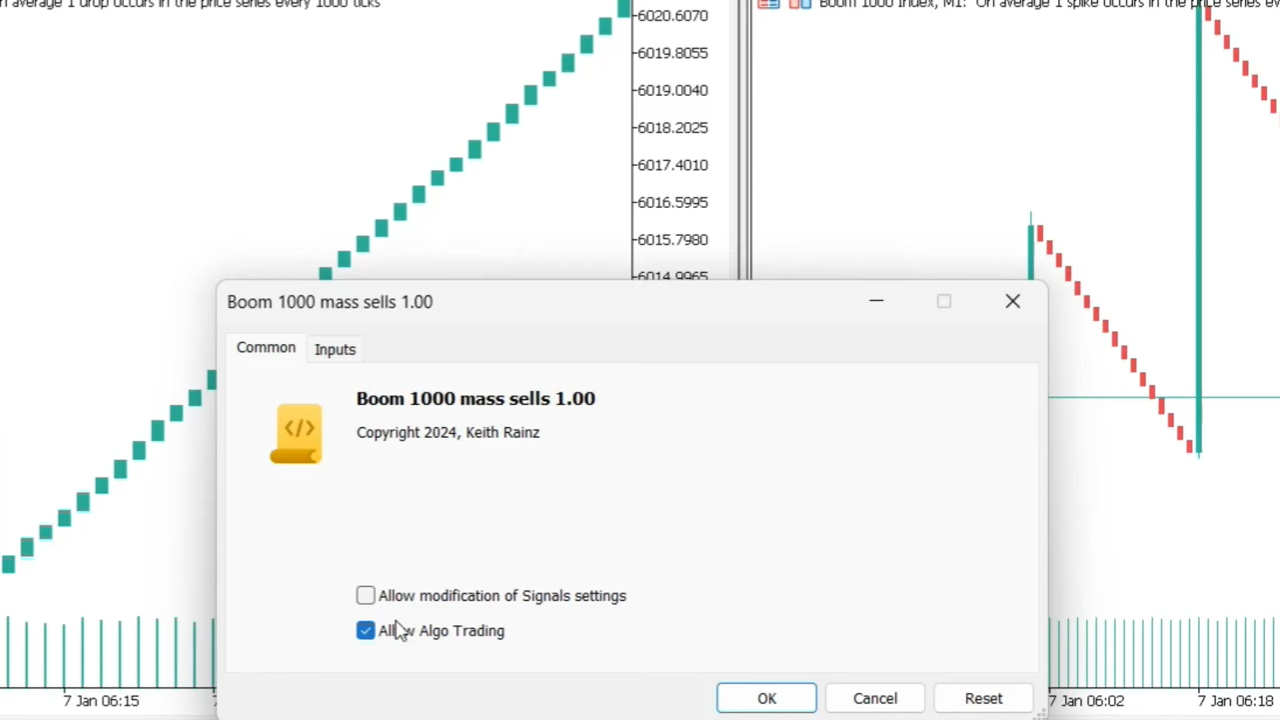 n average 1 drop occurs in the price series every 1000 ticks
6020.6070
6019.8055
6019.0040
6018.2025
6017.4010
6016.5995
6015.7980
6014.9965
Boom 1000 Index, M1: On average 1 spike occurs in the price series ev
Boom 1000 mass sells 1.00
Common
Inputs
Boom 1000 mass sells 1.00
Copyright 2024, Keith Rainz
Allow modification of Signals settings
Allow Algo Trading
OK
Cancel
Reset
7 Jan 06:15
7
7 Jan 06:02
7 Jan 06:18